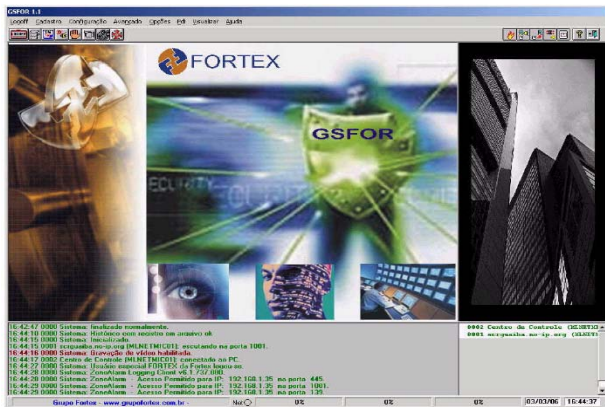 GSFOR 1.1
Logoff Cadastro Configuração Avançado Opções Pdi Visualizar Ajuda
FORTEX
GSFOR
ECURITY
SECURITY
16:42:47 0000 Sistema: finalizado normalmente.
16:44:10 0000 Sistema: Histórico com registro em arquivo ok
16:44:15 0000 Sistema: Inicializado.
16:44:15 0001 ecrguaiba.no-ip.org (MLNETMIC01): escutando na porta 1001.
16:44:16 0000 Sistema: Gravação de vídeo habilitada.
16:44:17 0002 Centro de Controle (MLNETMIC01): conectado ao PC.
16:44:27 0000 Sistema: Usuário especial FORTEX da Fortex logou-se.
16:44:28 0000 Sistema: ZoneAlarm Logging Client v6.1.737.000.
16:44:28 0000 Sistema: ZoneAlarm - Acesso Permitido para IP: 192.168.1.35 na porta 445.
16:44:29 0000 Sistema: ZoneAlarm - Acesso Permitido para IP: 192.168.1.35 na porta 1001.
16:44:29 0000 Sistema: ZoneAlarm - Acesso Permitido para IP: 192.168.1.35 na porta 139
0002 Centro de Controle (MLNETMI
0001 ecrguaiba.no-ip.org (MLNETM
Grupo Fortex - www.grupofortex.com.br - Not 0% 0% 0% 03/03/06 16:44:37